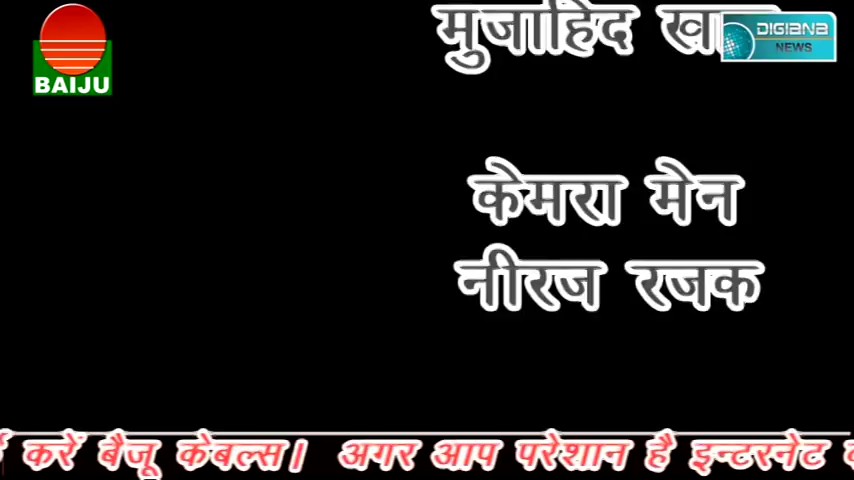 मुजाहिद
DIGIANA
NEWS
BAIJU
केमरा मेन
नीरज रजक
करें बैजू केबल्स। अगर आप परेशान है इन्टरनेट